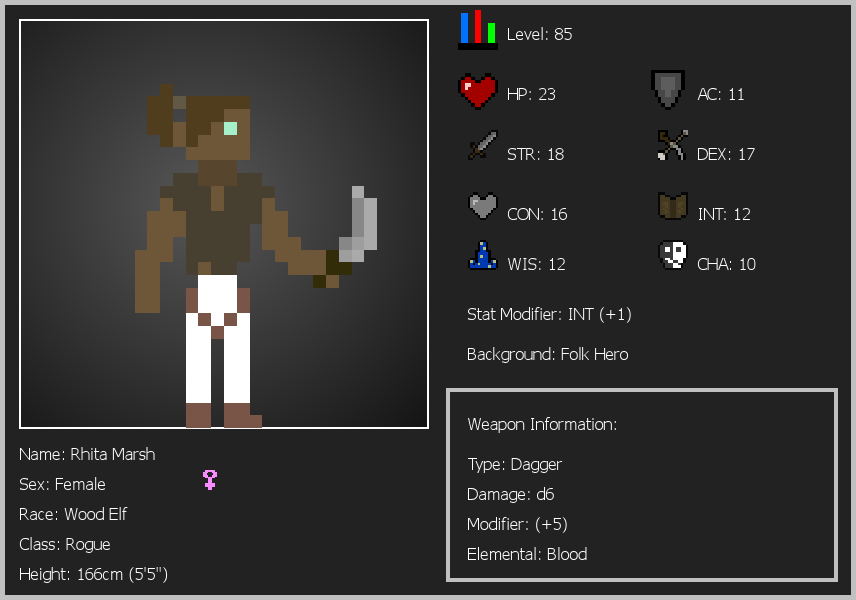 Level: 85
HP: 23
AC: 11
STR: 18
DEX: 17
CON: 16
INT: 12
WIS: 12
CHA: 10
Stat Modifier: INT (+1)
Background: Folk Hero
Weapon Information:
Type: Dagger
Damage: d6
Modifier: (+5)
Elemental: Blood
Name: Rhita Marsh
Sex: Female
Race: Wood Elf
Class: Rogue
Height: 166cm (5'5")